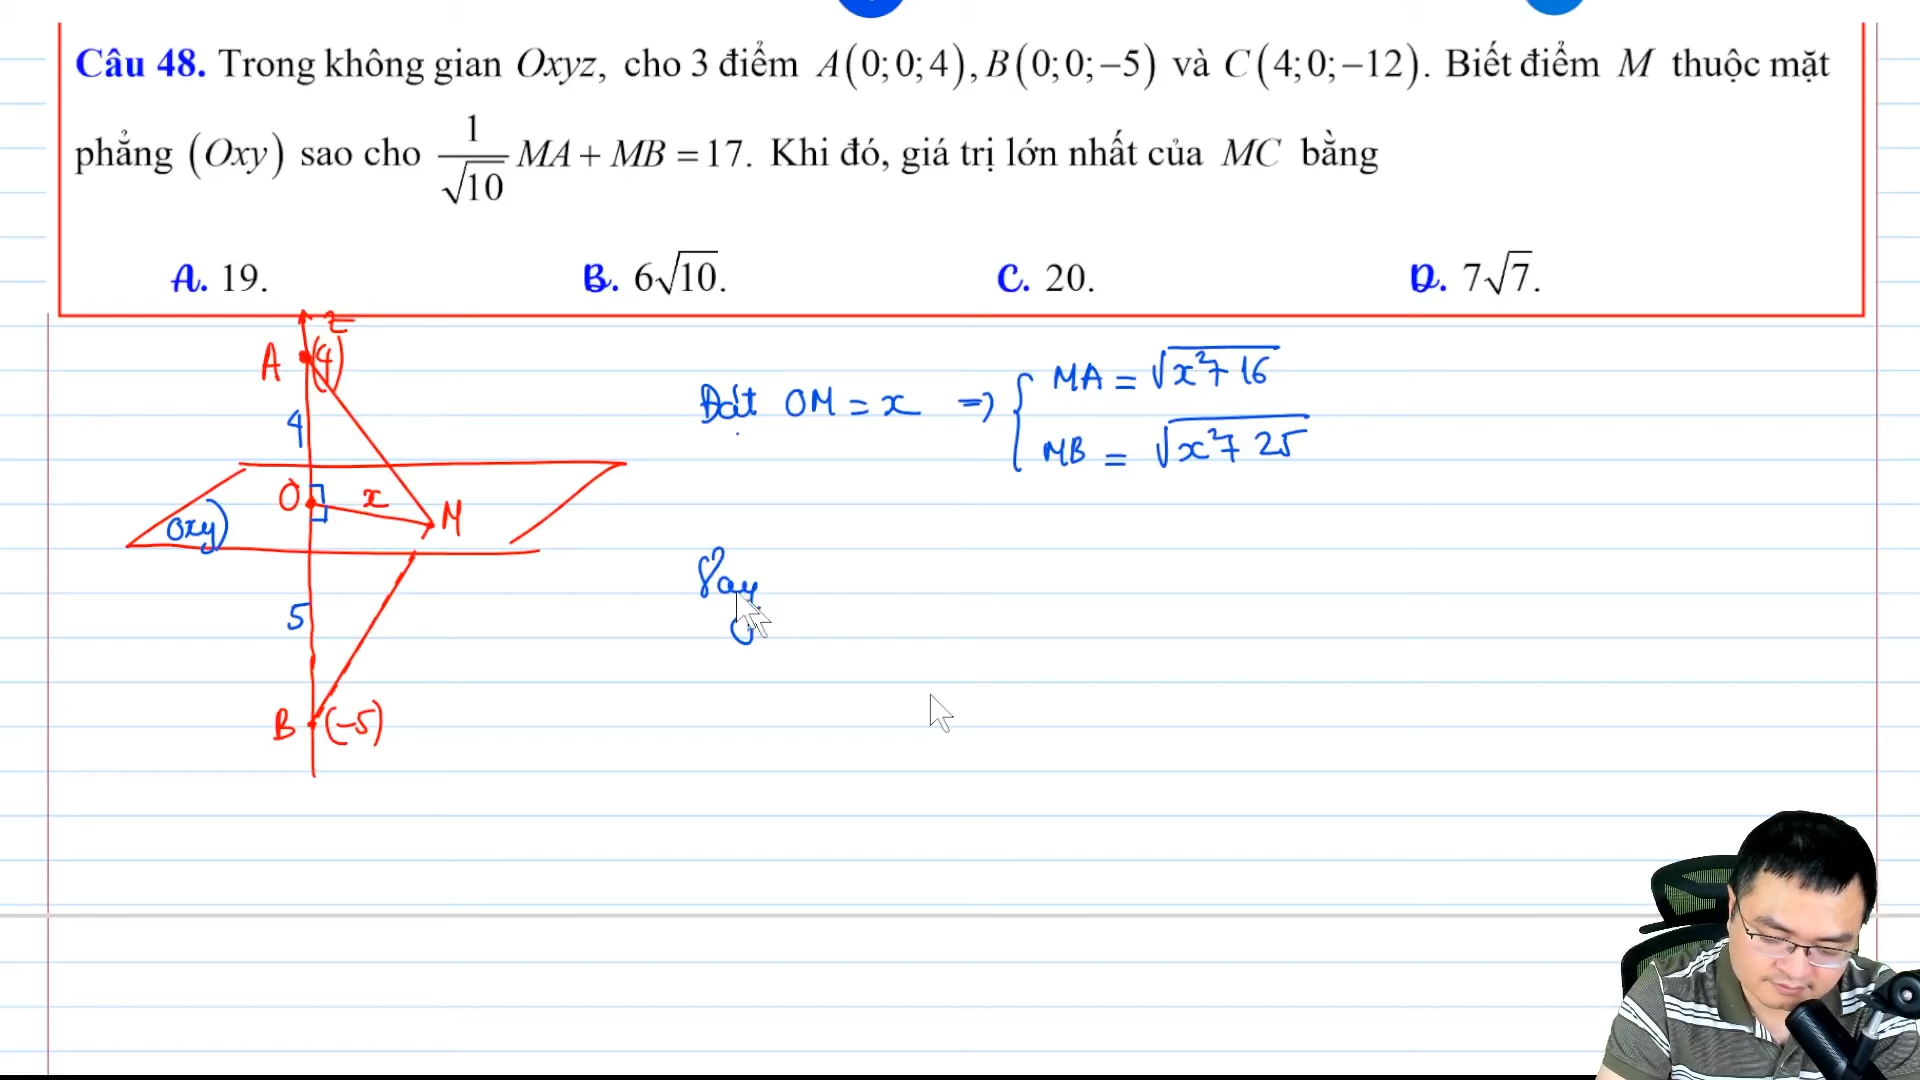 Câu 48. Trong không gian Oxyz, cho 3 điểm A(0;0;4), B(0;0;−5) và C(4;0;−12). Biết điểm M thuộc mặt
phẳng (Oxy) sao cho 1/√10 MA + MB = 17. Khi đó, giá trị lớn nhất của MC bằng
A. 19. B. 6√10. C. 20. D. 7√7.
z
A (4)
4
O x M
Oxy)
5
B (−5)
Đặt OM = x ⇒ { MA = √x²+16
MB = √x²+25